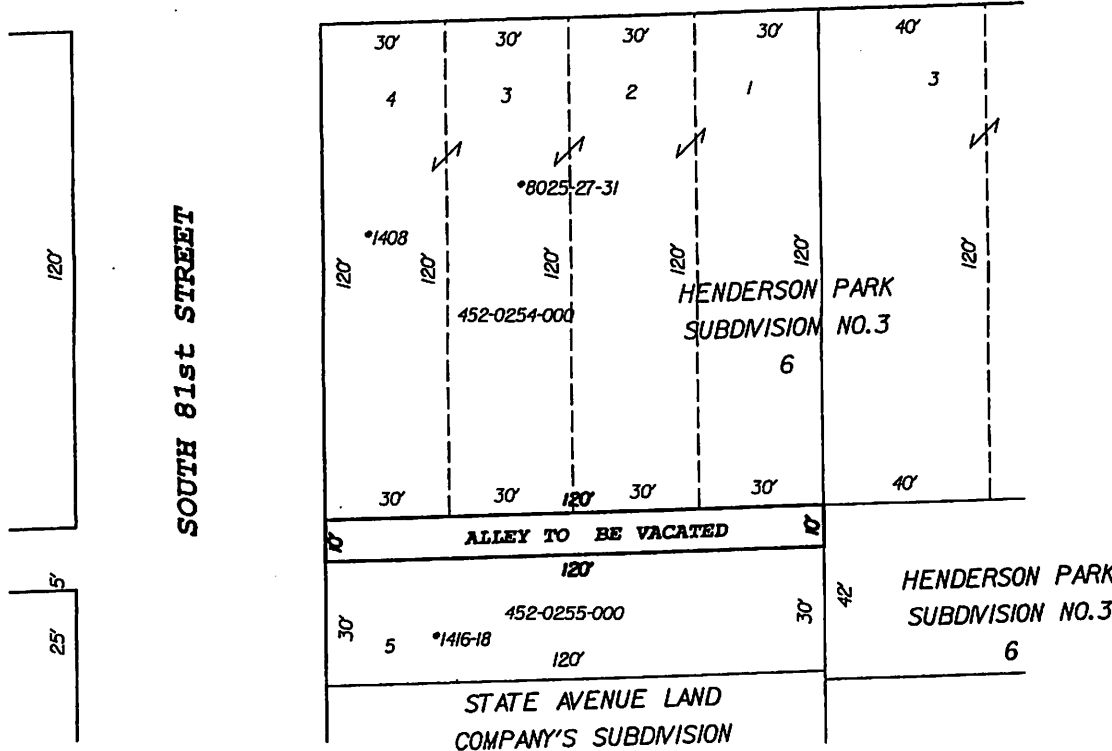 30' 30' 30' 30' 40'
4 3 2 1 3
*8025-27-31
*1408
120'
SOUTH 81st STREET
120' 120' 120' 120' 120' 120'
HENDERSON PARK
452-0254-000
SUBDIVISION NO.3
6
30' 30' 120' 30' 30' 40'
10' ALLEY TO BE VACATED 10'
120'
HENDERSON PARK
452-0255-000
SUBDIVISION NO.3
5'
25'
30' 5 *1416-18 30' 42'
6
120'
STATE AVENUE LAND
COMPANY'S SUBDIVISION